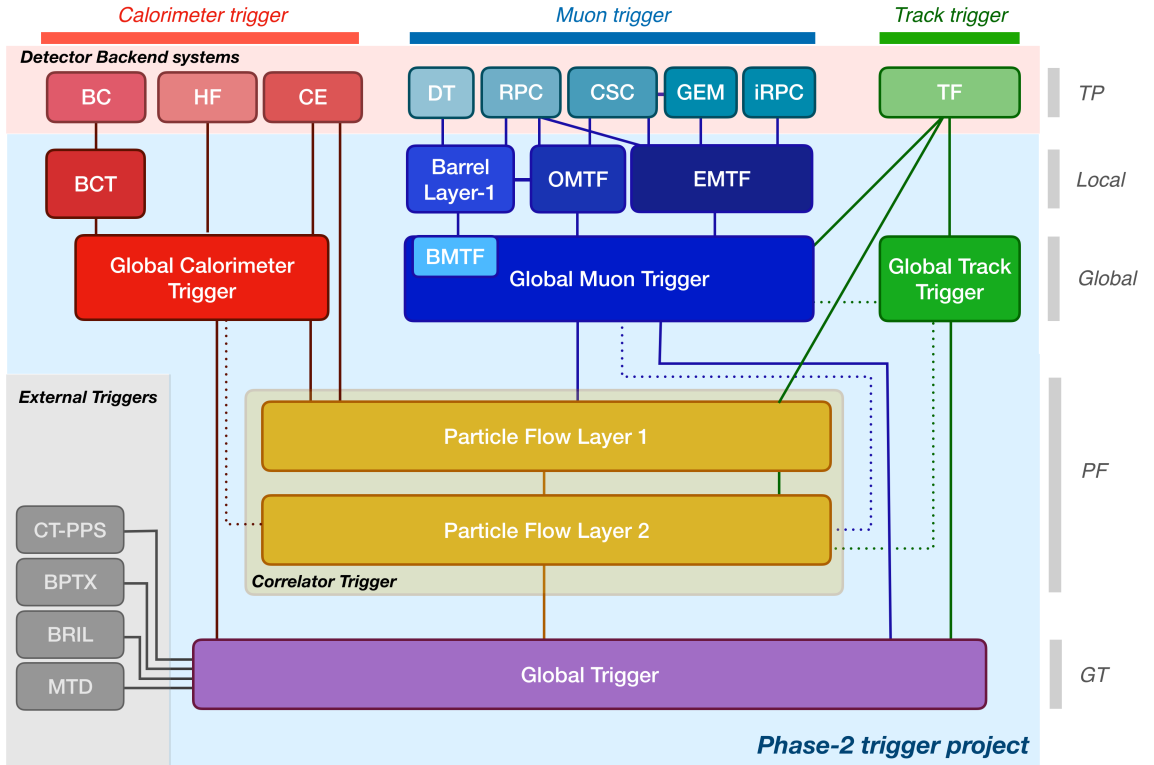 Calorimeter trigger
Muon trigger
Track trigger
Detector Backend systems
BC
HF
CE
DT
RPC
CSC
GEM
iRPC
TF
TP
BCT
Barrel
Layer-1
OMTF
EMTF
Local
Global Calorimeter
Trigger
BMTF
Global Muon Trigger
Global Track
Trigger
Global
External Triggers
Particle Flow Layer 1
PF
Particle Flow Layer 2
Correlator Trigger
CT-PPS
BPTX
BRIL
MTD
Global Trigger
GT
Phase-2 trigger project